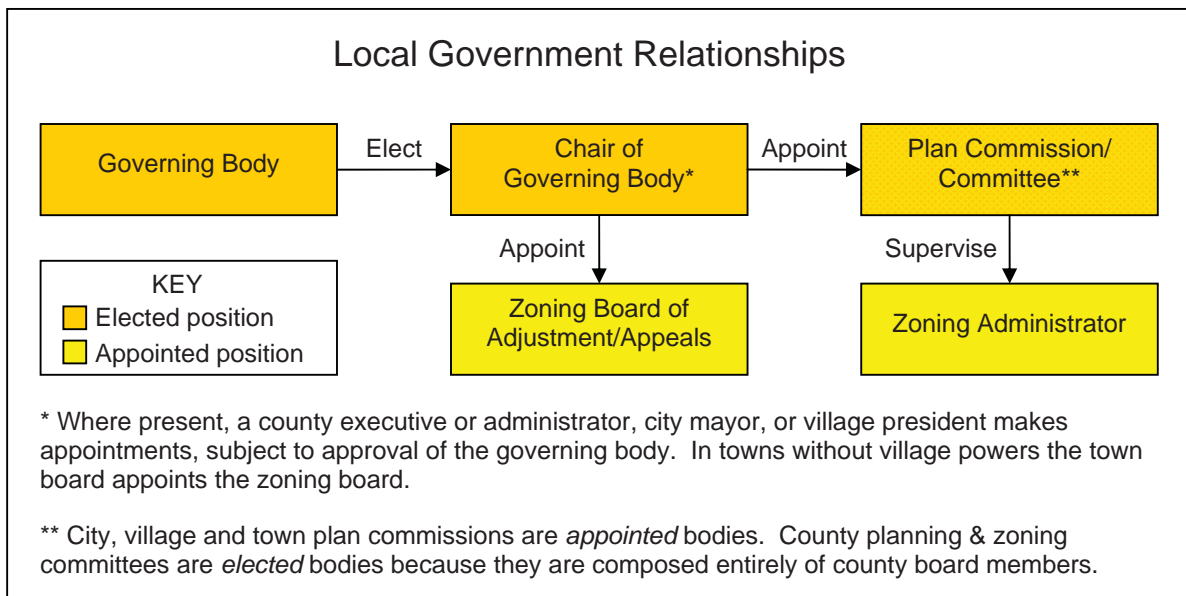 Local Government Relationships
Governing Body
Elect
Chair of
Governing Body*
Appoint
Plan Commission/
Committee**
Appoint
Supervise
KEY
Elected position
Appointed position
Zoning Board of
Adjustment/Appeals
Zoning Administrator
* Where present, a county executive or administrator, city mayor, or village president makes
appointments, subject to approval of the governing body.  In towns without village powers the town
board appoints the zoning board.
** City, village and town plan commissions are appointed bodies.  County planning & zoning
committees are elected bodies because they are composed entirely of county board members.